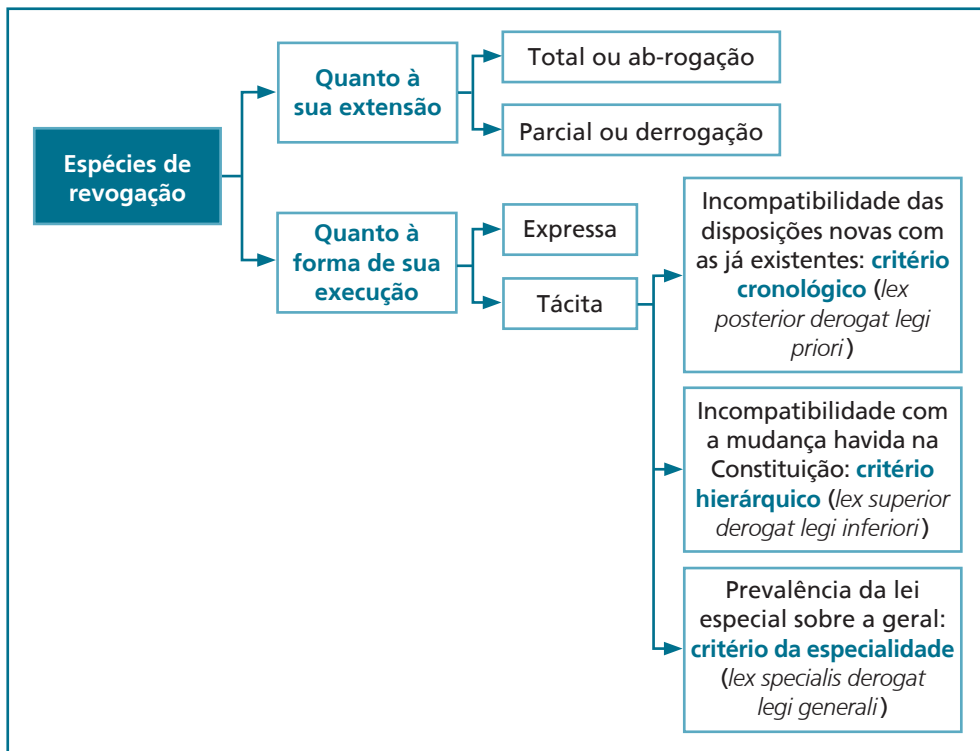 Espécies de
revogação
Quanto à
sua extensão
Total ou ab-rogação
Parcial ou derrogação
Quanto à
forma de sua
execução
Expressa
Tácita
Incompatibilidade das
disposições novas com
as já existentes: critério
cronológico (lex
posterior derogat legi
priori)
Incompatibilidade com
a mudança havida na
Constituição: critério
hierárquico (lex superior
derogat legi inferiori)
Prevalência da lei
especial sobre a geral:
critério da especialidade
(lex specialis derogat
legi generali)